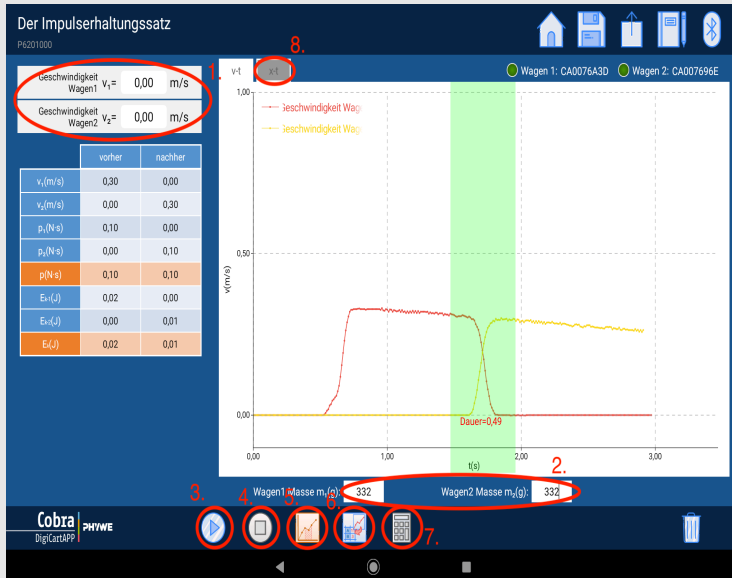 Der Impulserhaltungssatz
P6201000
Geschwindigkeit Wagen1 v₁= 0,00 m/s
Geschwindigkeit Wagen2 v₂= 0,00 m/s
1.
8.
v-t
x-t
Wagen 1: CA0076A3D Wagen 2: CA007696E
vorher nachher
v₁(m/s) 0,30 0,00
v₂(m/s) 0,00 0,30
p₁(N·s) 0,10 0,00
p₂(N·s) 0,00 0,10
p(N·s) 0,10 0,10
Eₖ₁(J) 0,02 0,00
Eₖ₂(J) 0,00 0,01
Eₖ(J) 0,02 0,01
Geschwindigkeit Wag
Geschwindigkeit Wag
1,00
0,50
0,00
v(m/s)
Dauer=0,49
0,00 1,00 2,00 3,00
t(s)
2.
Wagen1 Masse m₁(g): 332 Wagen2 Masse m₂(g): 332
3.
4.
5.
6.
7.
Cobra DigiCartAPP PHYWE